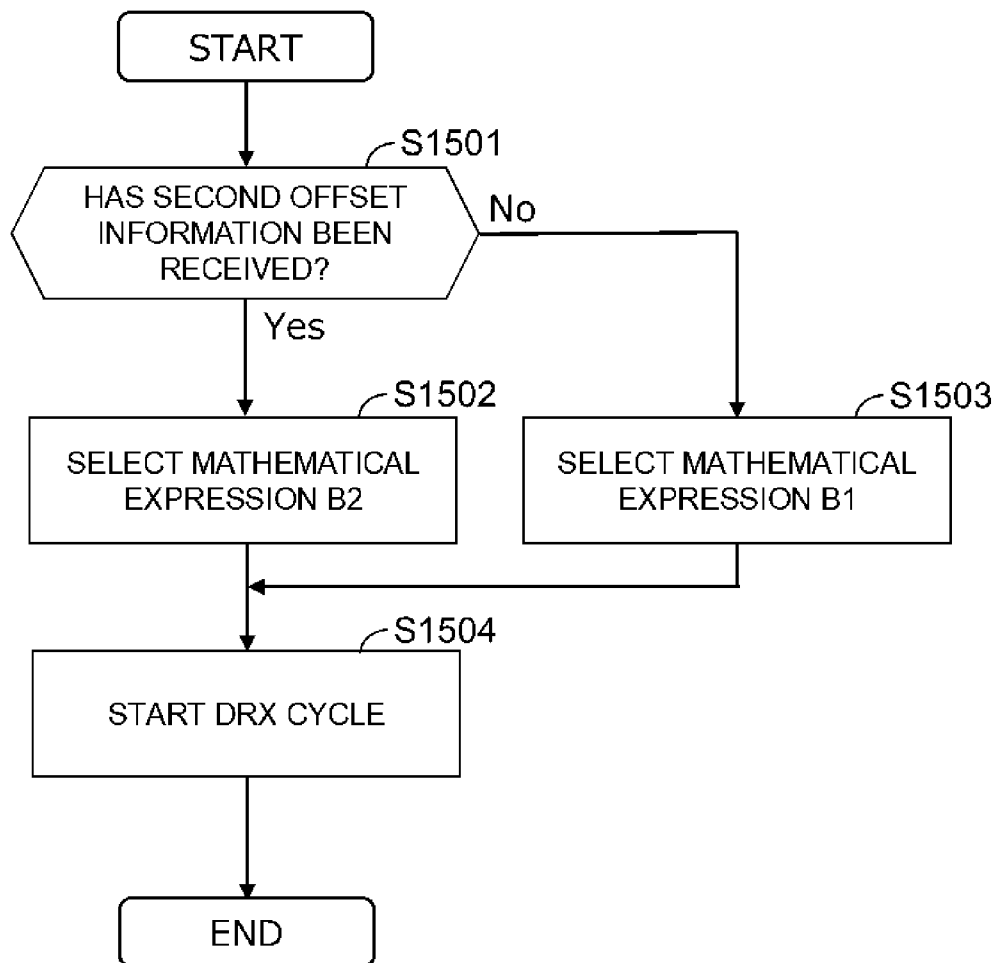 START
S1501
HAS SECOND OFFSET
INFORMATION BEEN
RECEIVED?
No
Yes
S1502
SELECT MATHEMATICAL
EXPRESSION B2
S1503
SELECT MATHEMATICAL
EXPRESSION B1
S1504
START DRX CYCLE
END